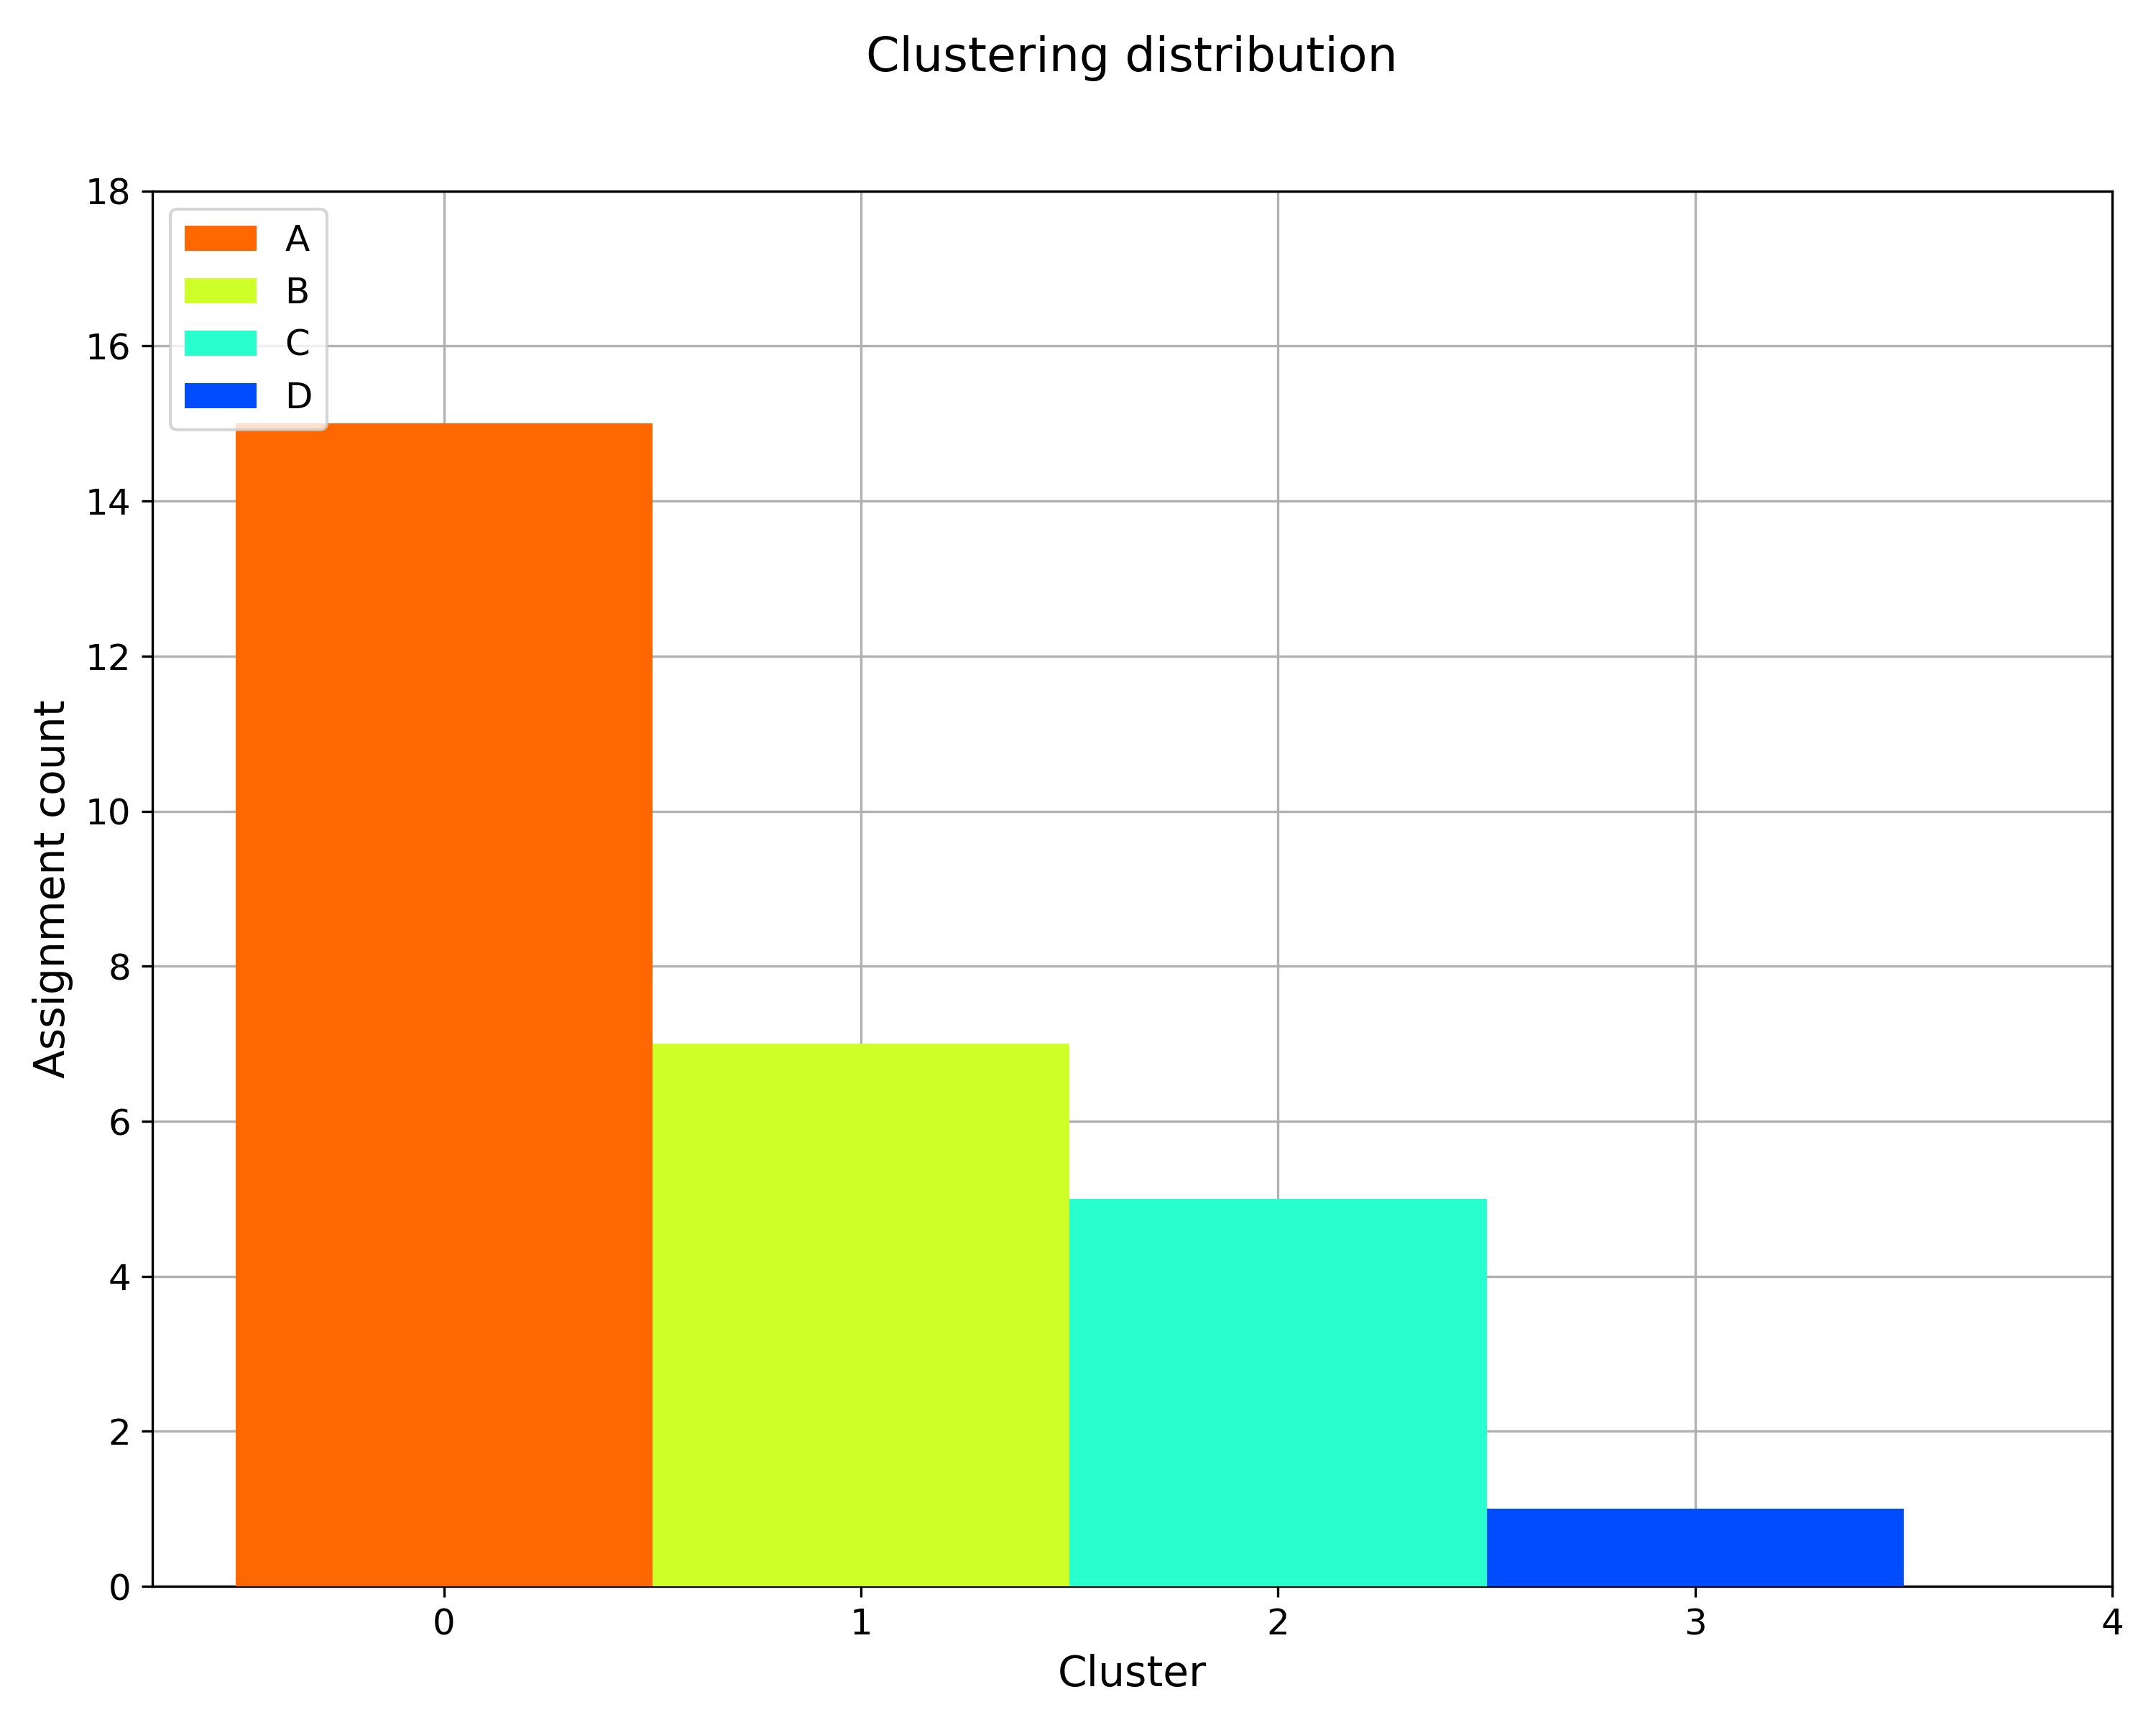 Clustering distribution
18
16
14
12
10
8
6
4
2
0
A
B
C
D
Assignment count
0 1 2 3 4
Cluster